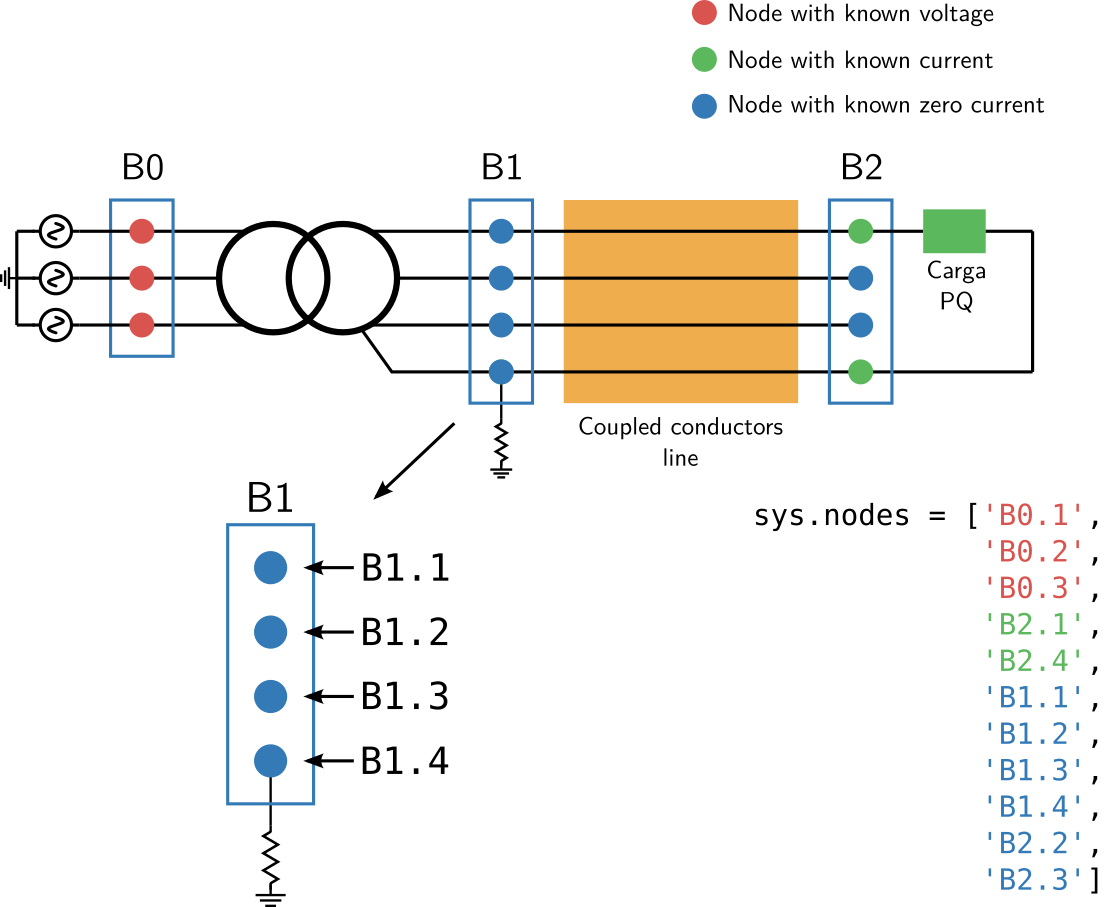 Node with known voltage
Node with known current
Node with known zero current
B0
B1
B2
Carga
PQ
Coupled conductors
line
B1
B1.1
B1.2
B1.3
B1.4
sys.nodes = ['B0.1',
'B0.2',
'B0.3',
'B2.1',
'B2.4',
'B1.1',
'B1.2',
'B1.3',
'B1.4',
'B2.2',
'B2.3']